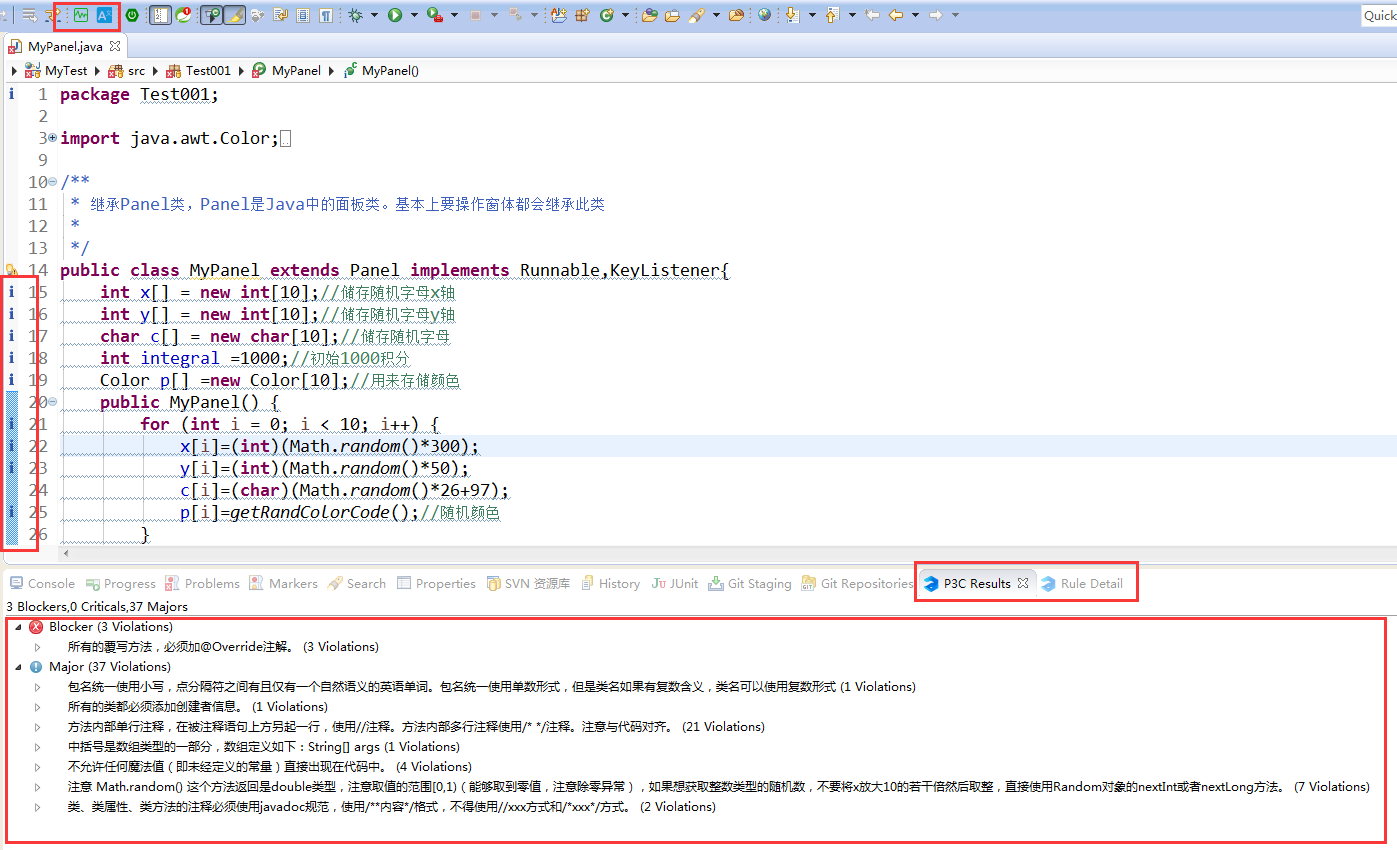 Quick
MyPanel.java
MyTest src Test001 MyPanel MyPanel()
1 package Test001;
2
3 import java.awt.Color;
9
10 /**
11 * 继承Panel类，Panel是Java中的面板类。基本上要操作窗体都会继承此类
12 *
13 */
14 public class MyPanel extends Panel implements Runnable,KeyListener{
15 int x[] = new int[10];//储存随机字母x轴
16 int y[] = new int[10];//储存随机字母y轴
17 char c[] = new char[10];//储存随机字母
18 int integral =1000;//初始1000积分
19 Color p[] =new Color[10];//用来存储颜色
20 public MyPanel() {
21 for (int i = 0; i < 10; i++) {
22 x[i]=(int)(Math.random()*300);
23 y[i]=(int)(Math.random()*50);
24 c[i]=(char)(Math.random()*26+97);
25 p[i]=getRandColorCode();//随机颜色
26 }
Console Progress Problems Markers Search Properties SVN 资源库 History JUnit Git Staging Git Repositories P3C Results Rule Detail
3 Blockers,0 Criticals,37 Majors
Blocker (3 Violations)
所有的覆写方法，必须加@Override注解。 (3 Violations)
Major (37 Violations)
包名统一使用小写，点分隔符之间有且仅有一个自然语义的英语单词。包名统一使用单数形式，但是类名如果有复数含义，类名可以使用复数形式 (1 Violations)
所有的类都必须添加创建者信息。 (1 Violations)
方法内部单行注释，在被注释语句上方另起一行，使用//注释。方法内部多行注释使用/* */注释。注意与代码对齐。 (21 Violations)
中括号是数组类型的一部分，数组定义如下：String[] args (1 Violations)
不允许任何魔法值（即未经定义的常量）直接出现在代码中。 (4 Violations)
注意 Math.random() 这个方法返回是double类型，注意取值的范围[0,1)（能够取到零值，注意除零异常），如果想获取整数类型的随机数，不要将x放大10的若干倍然后取整，直接使用Random对象的nextInt或者nextLong方法。 (7 Violations)
类、类属性、类方法的注释必须使用javadoc规范，使用/**内容*/格式，不得使用//xxx方式和/*xxx*/方式。 (2 Violations)